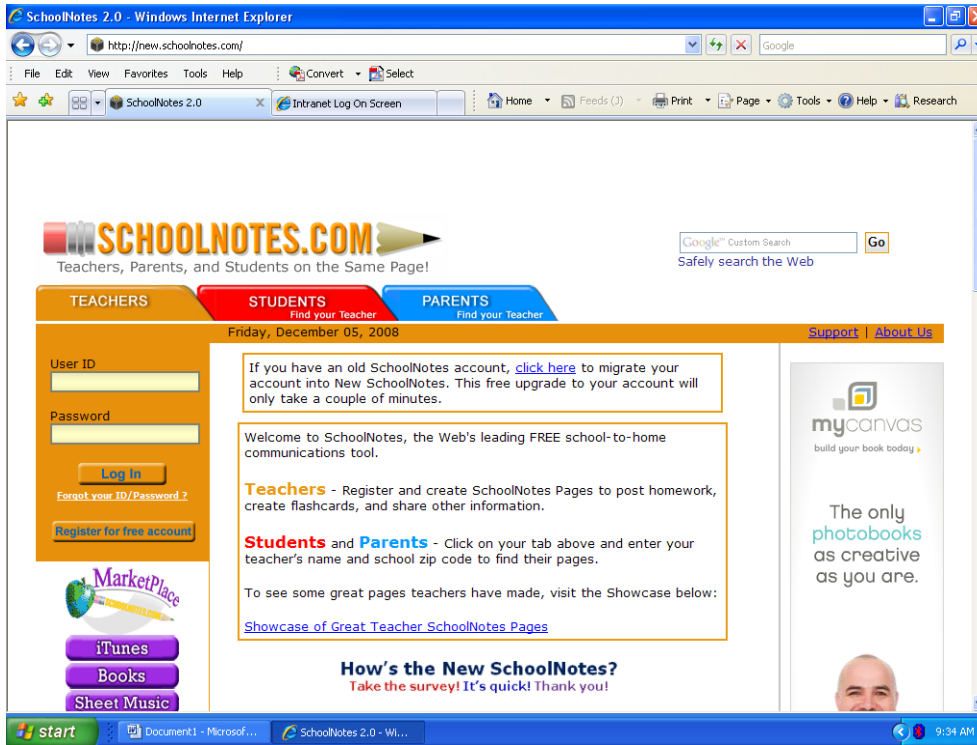 SchoolNotes 2.0 - Windows Internet Explorer
http://new.schoolnotes.com/
Google
File Edit View Favorites Tools Help Convert Select
SchoolNotes 2.0 Intranet Log On Screen Home Feeds (J) Print Page Tools Help Research
SCHOOLNOTES.COM
Teachers, Parents, and Students on the Same Page!
Google™ Custom Search Go
Safely search the Web
TEACHERS
STUDENTS
Find your Teacher
PARENTS
Find your Teacher
Friday, December 05, 2008
Support | About Us
User ID
Password
Log In
Forgot your ID/Password ?
Register for free account
MarketPlace
SCHOOLNOTES.COM
iTunes
Books
Sheet Music
If you have an old SchoolNotes account, click here to migrate your
account into New SchoolNotes. This free upgrade to your account will
only take a couple of minutes.
Welcome to SchoolNotes, the Web's leading FREE school-to-home
communications tool.
Teachers - Register and create SchoolNotes Pages to post homework,
create flashcards, and share other information.
Students and Parents - Click on your tab above and enter your
teacher's name and school zip code to find their pages.
To see some great pages teachers have made, visit the Showcase below:
Showcase of Great Teacher SchoolNotes Pages
How's the New SchoolNotes?
Take the survey! It's quick! Thank you!
mycanvas
build your book today
The only
photobooks
as creative
as you are.
start Document1 - Microsof... SchoolNotes 2.0 - Wi... 9:34 AM